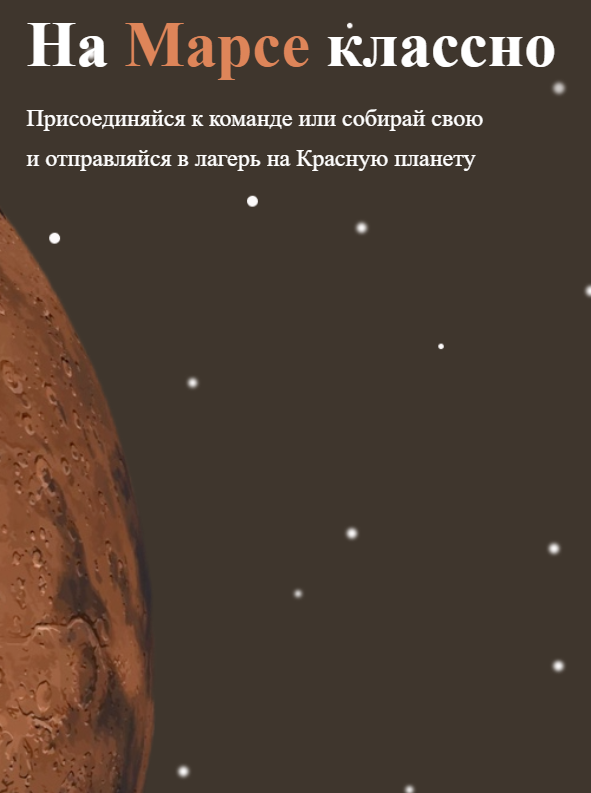 На Марсе классно
Присоединяйся к команде или собирай свою
и отправляйся в лагерь на Красную планету